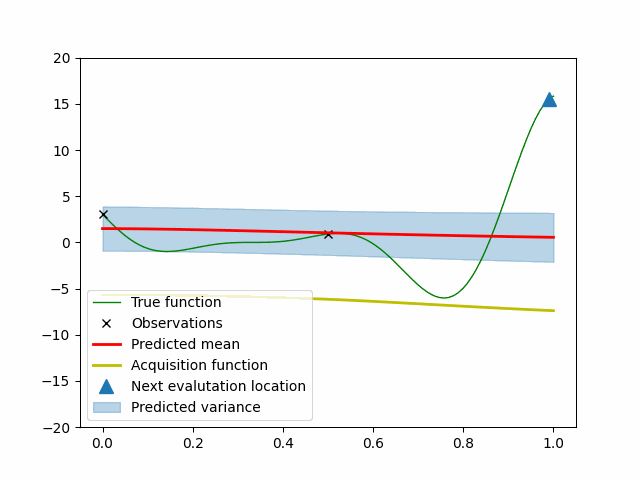 20
15
10
5
0
−5
−10
−15
−20
True function
Observations
Predicted mean
Acquisition function
Next evalutation location
Predicted variance
0.0 0.2 0.4 0.6 0.8 1.0